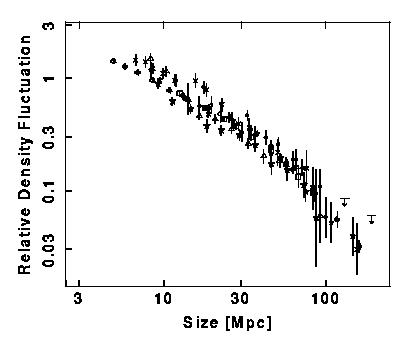 3
1
0.3
0.1
0.03
Relative Density Fluctuation
3 10 30 100
Size [Mpc]